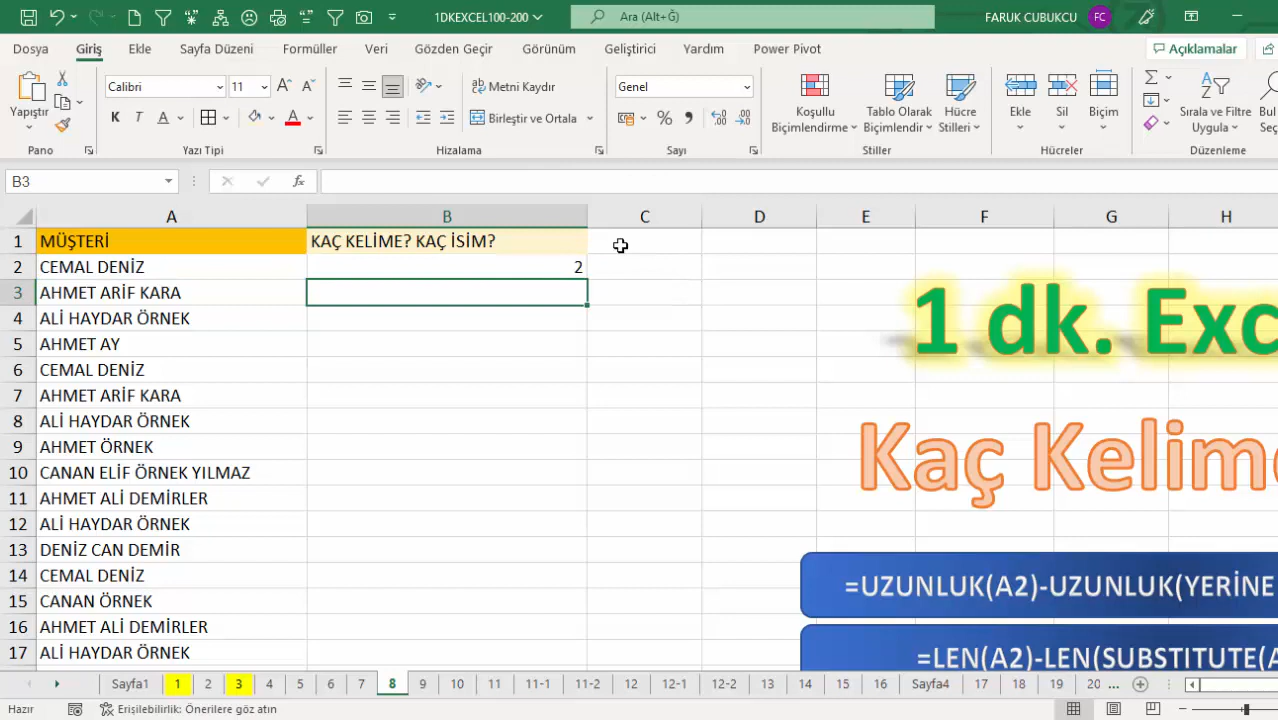 1DKEXCEL100-200
Ara (Alt+Ğ)
FARUK CUBUKCU
FC
Dosya
Giriş
Ekle
Sayfa Düzeni
Formüller
Veri
Gözden Geçir
Görünüm
Geliştirici
Yardım
Power Pivot
Açıklamalar
Yapıştır
Calibri
11
K T A
Metni Kaydır
Birleştir ve Ortala
Genel
Koşullu
Biçimlendirme
Tablo Olarak
Biçimlendir
Hücre
Stilleri
Ekle
Sil
Biçim
Sırala ve Filtre
Uygula
Bul
Seç
Pano
Yazı Tipi
Hizalama
Sayı
Stiller
Hücreler
Düzenleme
B3
fx
A B C D E F G H
1 MÜŞTERİ KAÇ KELİME? KAÇ İSİM?
2 CEMAL DENİZ 2
3 AHMET ARİF KARA
4 ALİ HAYDAR ÖRNEK
5 AHMET AY
6 CEMAL DENİZ
7 AHMET ARİF KARA
8 ALİ HAYDAR ÖRNEK
9 AHMET ÖRNEK
10 CANAN ELİF ÖRNEK YILMAZ
11 AHMET ALİ DEMİRLER
12 ALİ HAYDAR ÖRNEK
13 DENİZ CAN DEMİR
14 CEMAL DENİZ
15 CANAN ÖRNEK
16 AHMET ALİ DEMİRLER
17 ALİ HAYDAR ÖRNEK
1 dk. Exc
Kaç Kelime
=UZUNLUK(A2)-UZUNLUK(YERİNE
=LEN(A2)-LEN(SUBSTITUTE(A
Sayfa1 1 2 3 4 5 6 7 8 9 10 11 11-1 11-2 12 12-1 12-2 13 14 15 16 Sayfa4 17 18 19 20 ...
Hazır
Erişilebilirlik: Önerilere göz atın